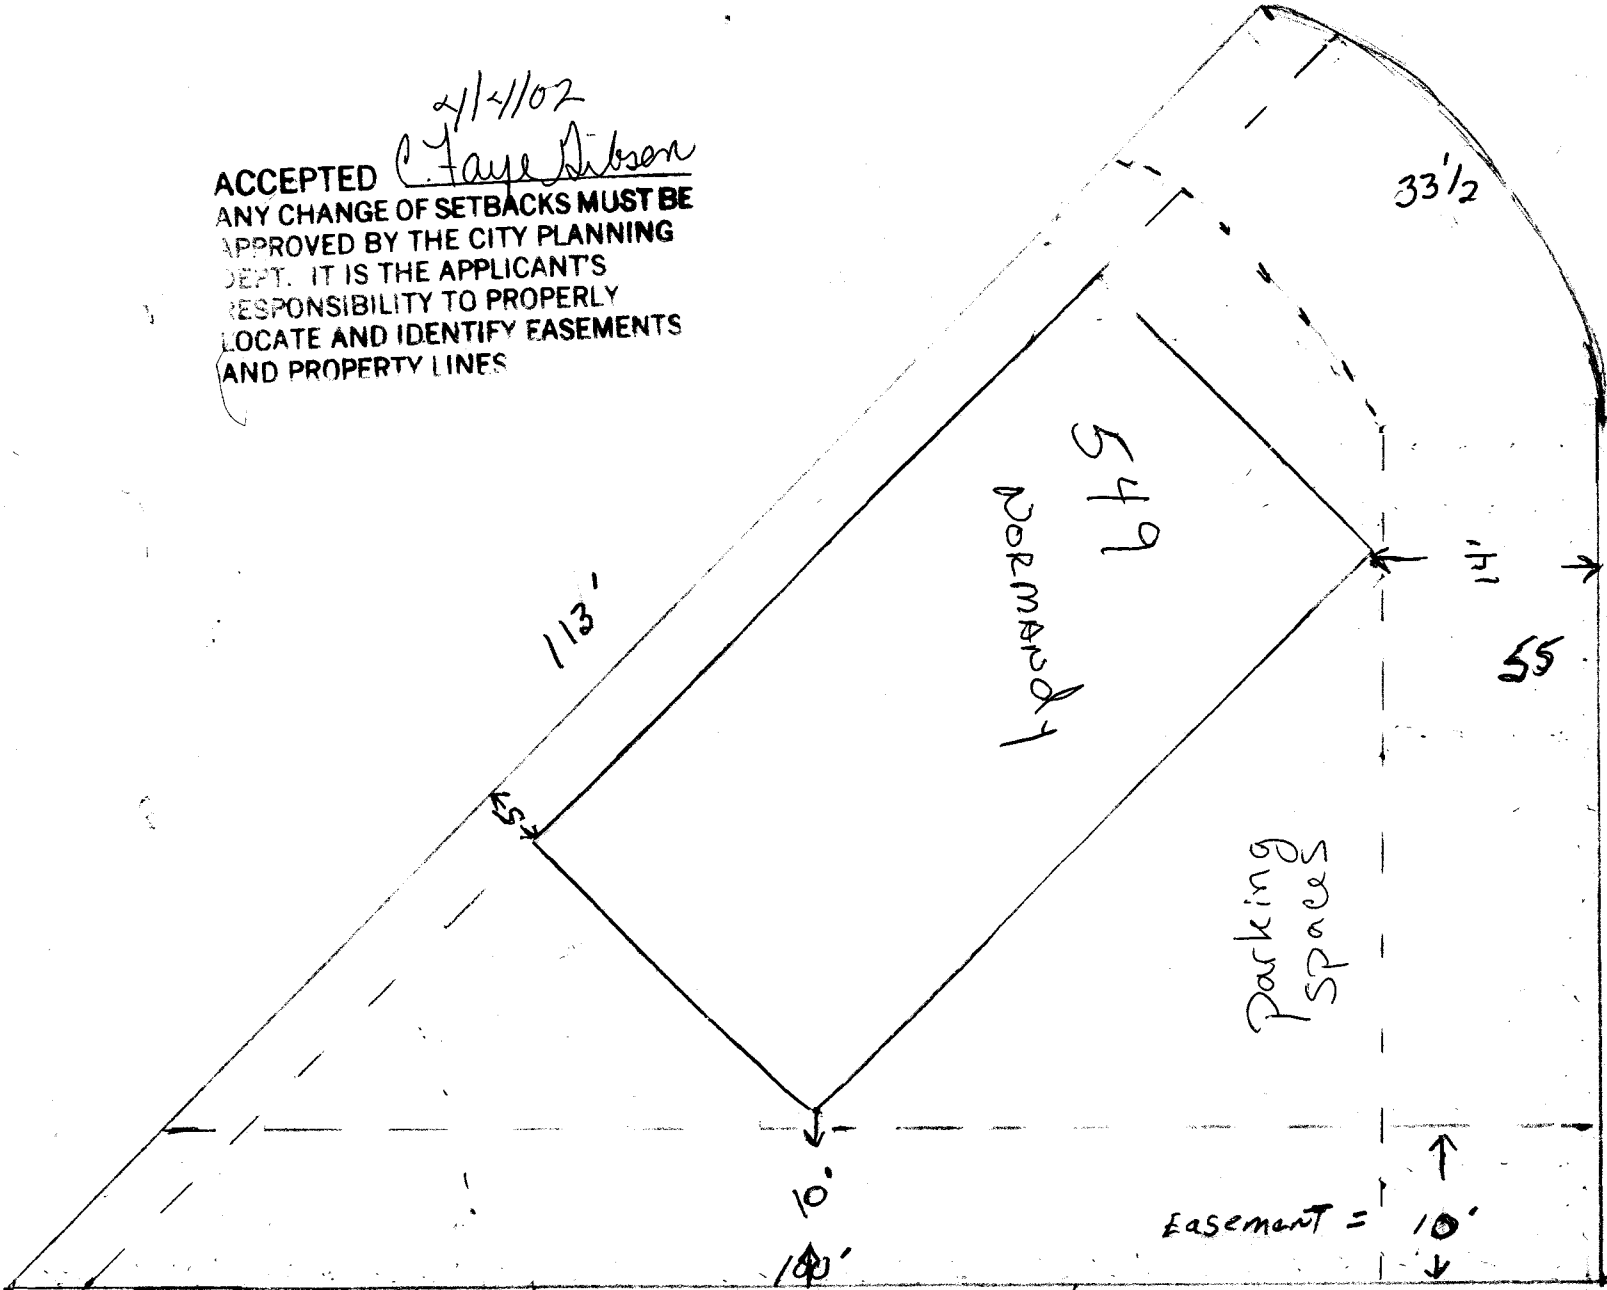 4/4/02
ACCEPTED C. Faye Gibson
ANY CHANGE OF SETBACKS MUST BE
APPROVED BY THE CITY PLANNING
DEPT. IT IS THE APPLICANT'S
RESPONSIBILITY TO PROPERLY
LOCATE AND IDENTIFY EASEMENTS
AND PROPERTY LINES
33'½
549
NORMANDY
14'
55
113'
5'
Parking
Spaces
10'
Easement = 10'
100'